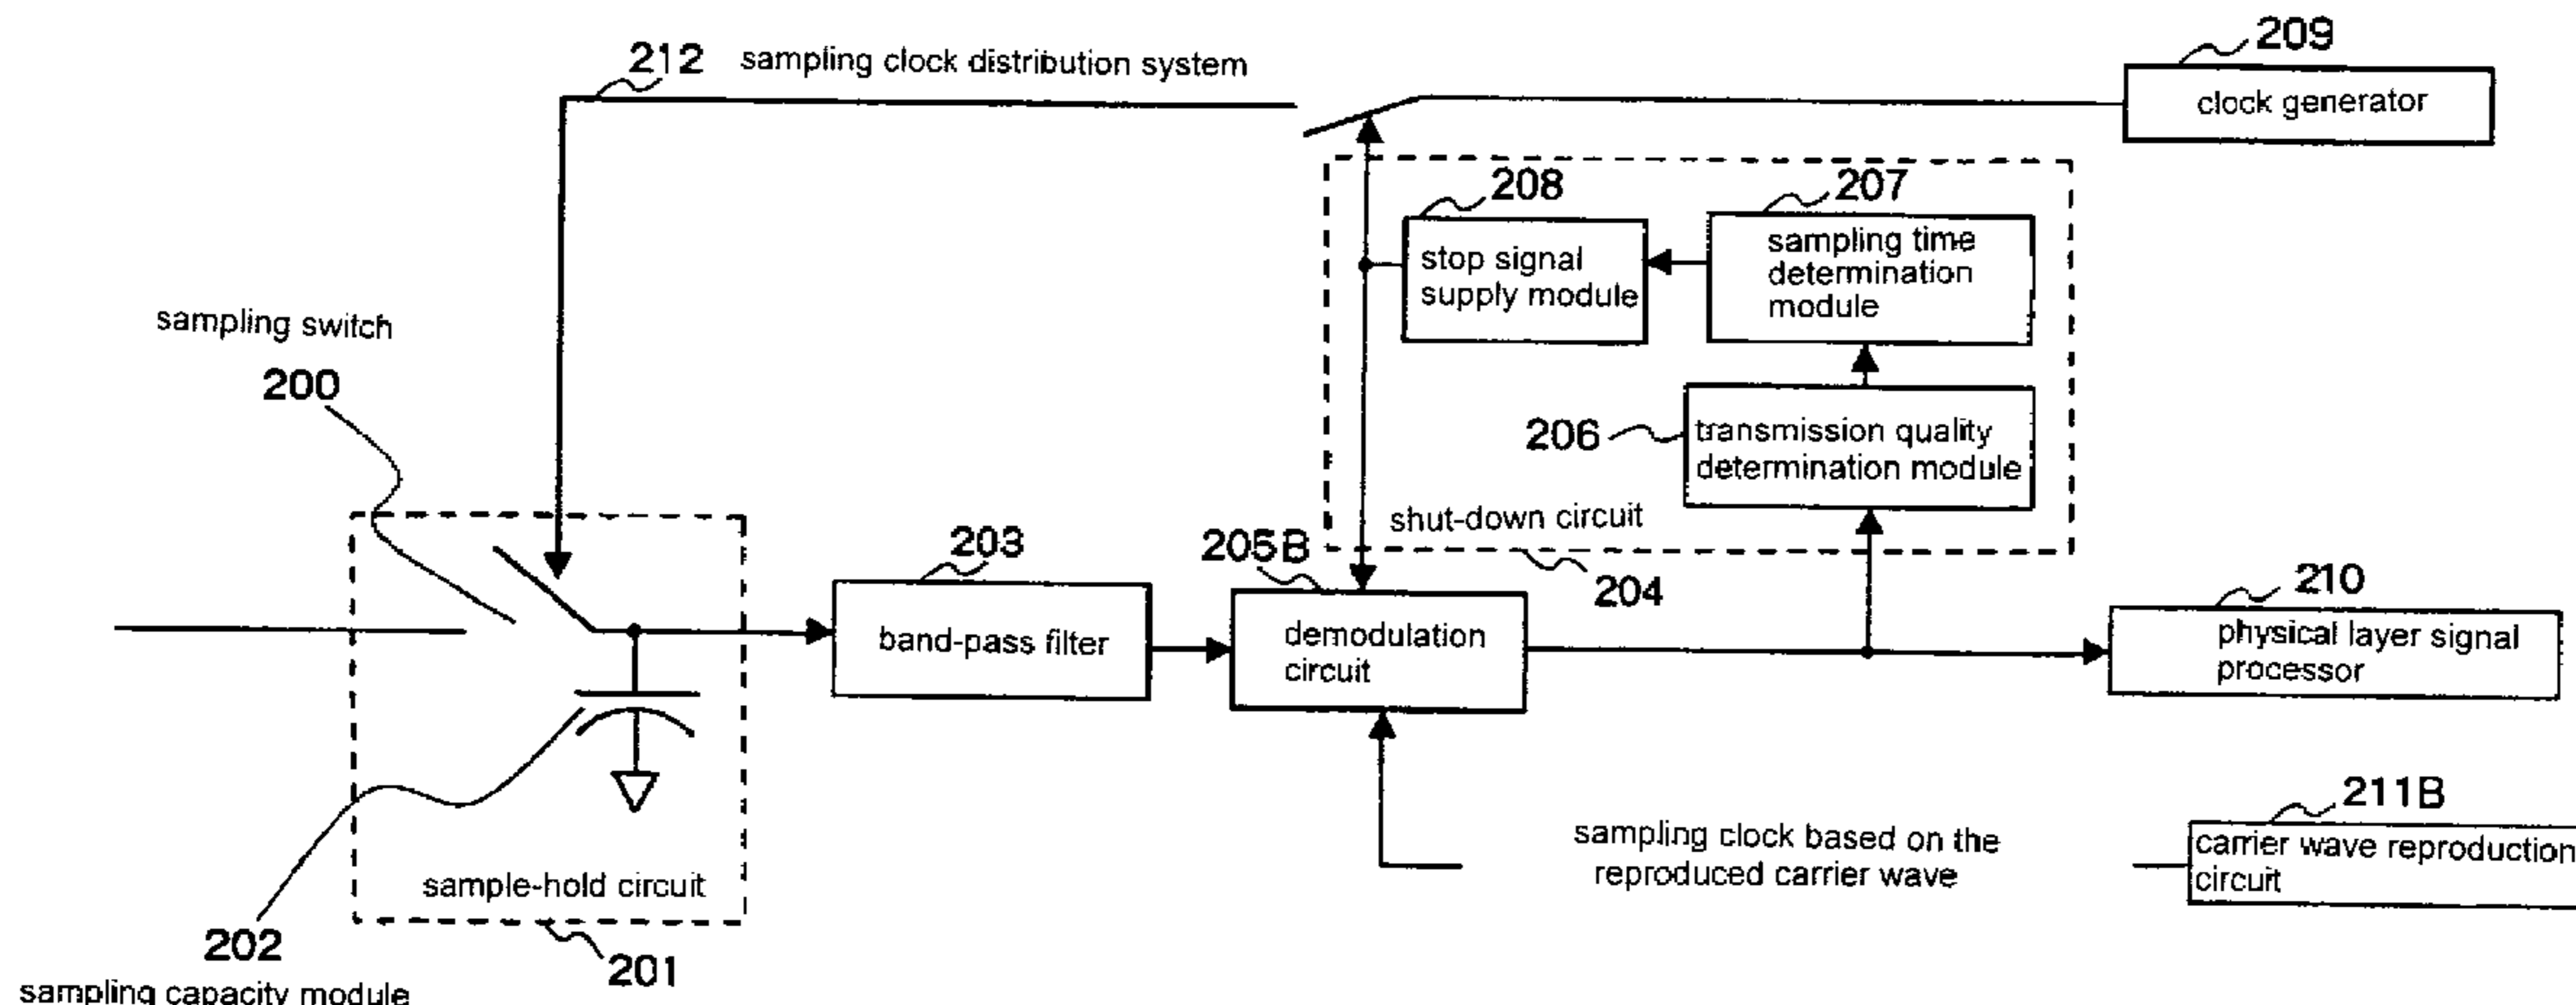 209
212 sampling clock distribution system
clock generator
208
207
stop signal
supply module
sampling time
determination
module
sampling switch
200
206
transmission quality
determination module
shut-down circuit
204
203
band-pass filter
205B
demodulation
circuit
210
physical layer signal
processor
211B
carrier wave reproduction
circuit
sampling clock based on the
reproduced carrier wave
sample-hold circuit
201
202
sampling capacity module